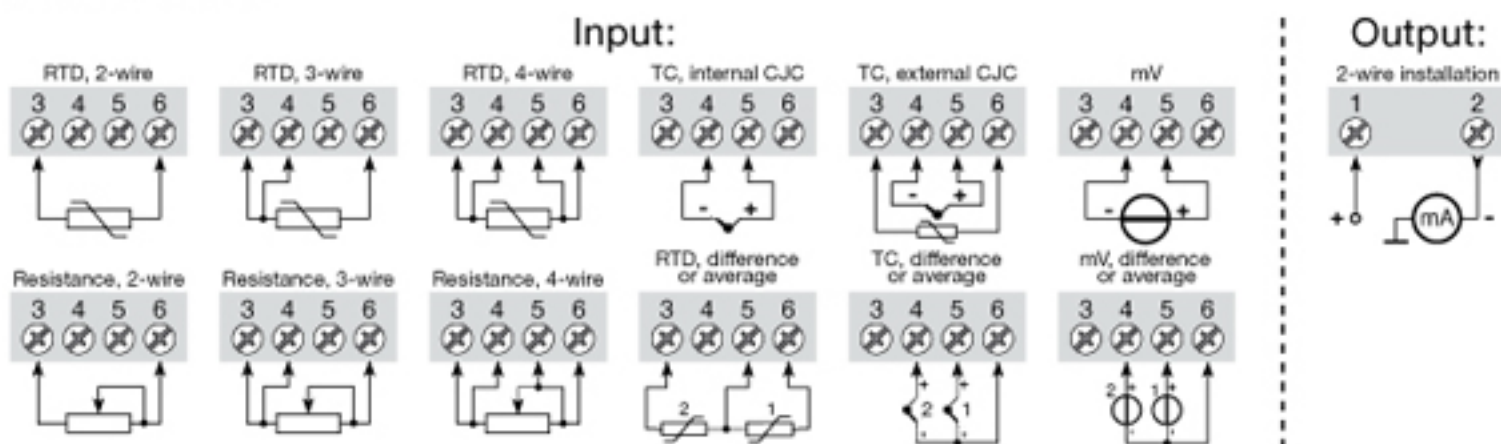 Input:
Output:
RTD, 2-wire
3 4 5 6
RTD, 3-wire
3 4 5 6
RTD, 4-wire
3 4 5 6
TC, internal CJC
3 4 5 6
- +
TC, external CJC
3 4 5 6
- +
mV
3 4 5 6
- +
2-wire installation
1 2
+ mA -
Resistance, 2-wire
3 4 5 6
Resistance, 3-wire
3 4 5 6
Resistance, 4-wire
3 4 5 6
RTD, difference
or average
3 4 5 6
2 1
TC, difference
or average
3 4 5 6
+ +
2 1
- -
mV, difference
or average
3 4 5 6
2 + 1 +
- -